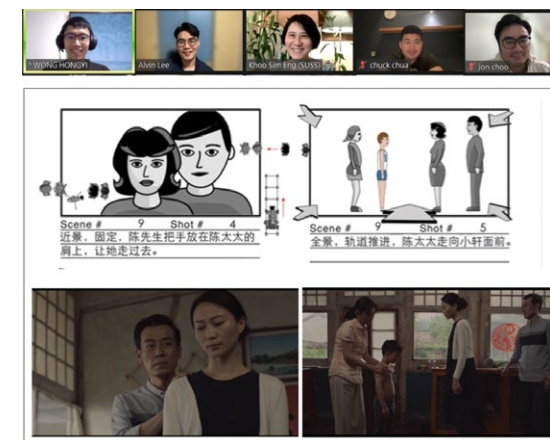 WONG HONGYI
Alvin Lee
Khoo Sim Eng (SUSS)
chuck chua
jon choo
Scene # 9 Shot # 4
近景，固定，陈先生把手放在陈太太的
肩上，让她走过去。
Scene # 9 Shot # 5
全景，轨道推进，陈太太走向小轩面前。